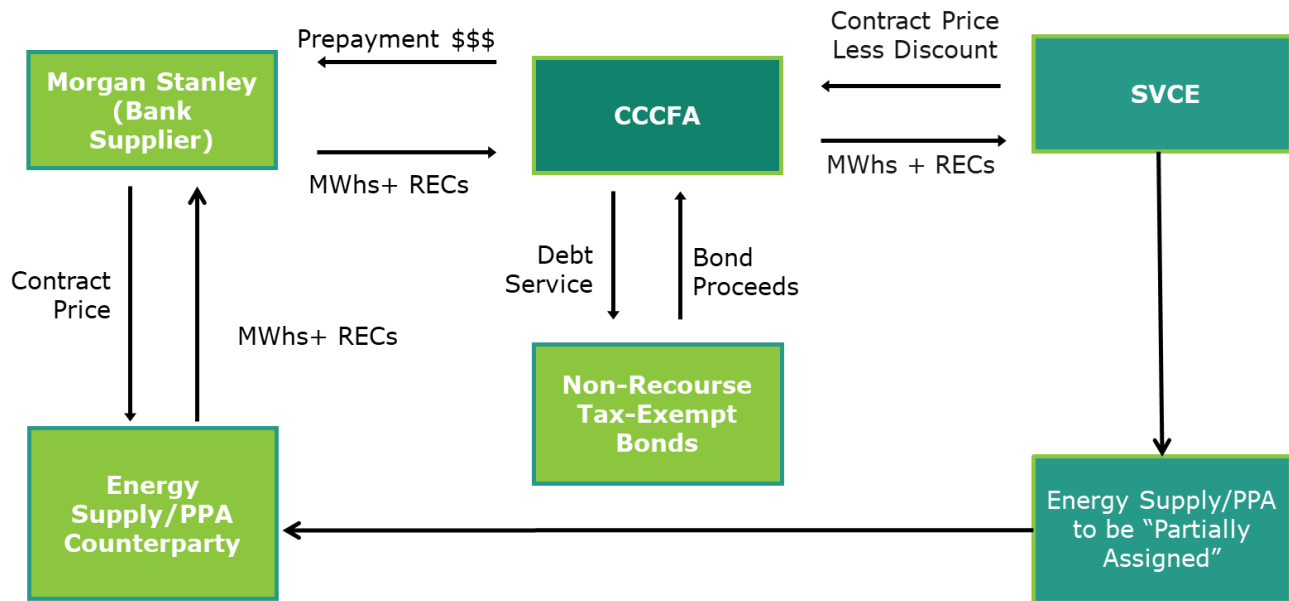 Prepayment $$$
Contract Price
Less Discount
Morgan Stanley
(Bank
Supplier)
CCCFA
SVCE
MWhs+ RECs
MWhs + RECs
Debt
Service
Bond
Proceeds
Contract
Price
MWhs+ RECs
Non-Recourse
Tax-Exempt
Bonds
Energy
Supply/PPA
Counterparty
Energy Supply/PPA
to be “Partially
Assigned”